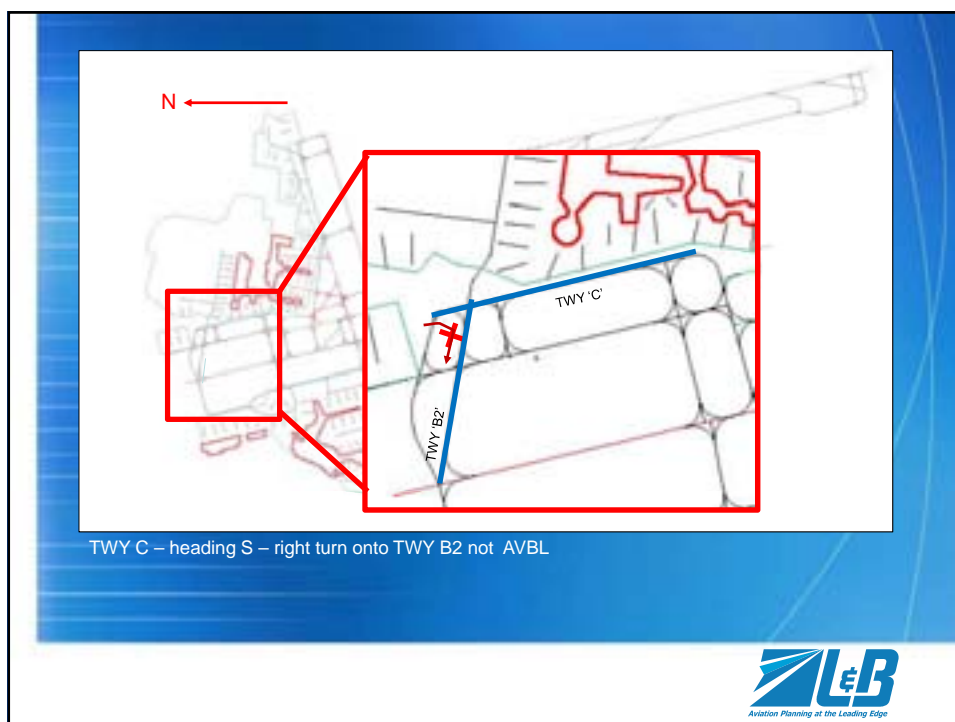 N
TWY ‘C’
TWY ‘B2’
TWY C – heading S – right turn onto TWY B2 not  AVBL
L&B
Aviation Planning at the Leading Edge